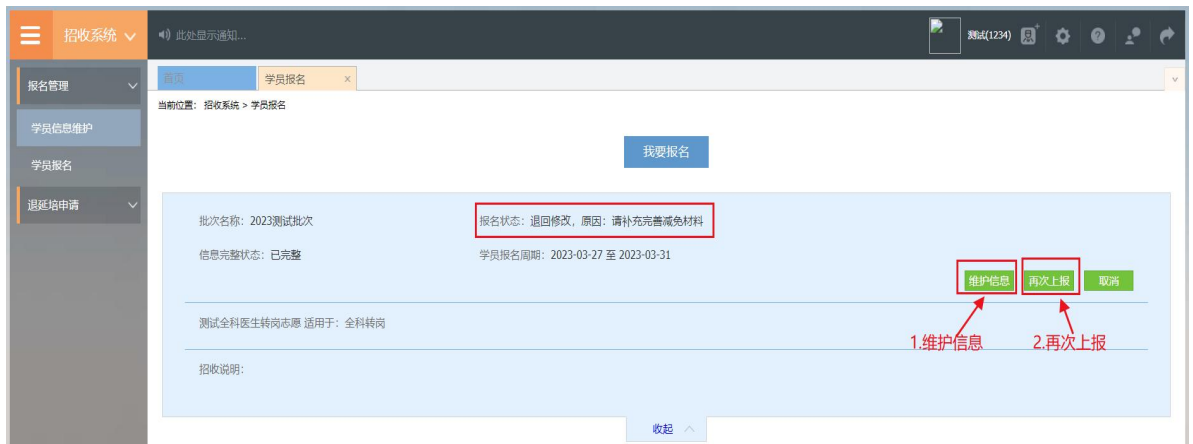 招收系统
此处显示通知...
测试(1234)
报名管理
学员信息维护
学员报名
退延培申请
首页
学员报名 ×
当前位置: 招收系统 > 学员报名
我要报名
批次名称: 2023测试批次
报名状态: 退回修改, 原因: 请补充完善减免材料
信息完整状态: 已完整
学员报名周期: 2023-03-27 至 2023-03-31
维护信息 再次上报 取消
测试全科医生转岗志愿 适用于: 全科转岗
1.维护信息
2.再次上报
招收说明:
收起